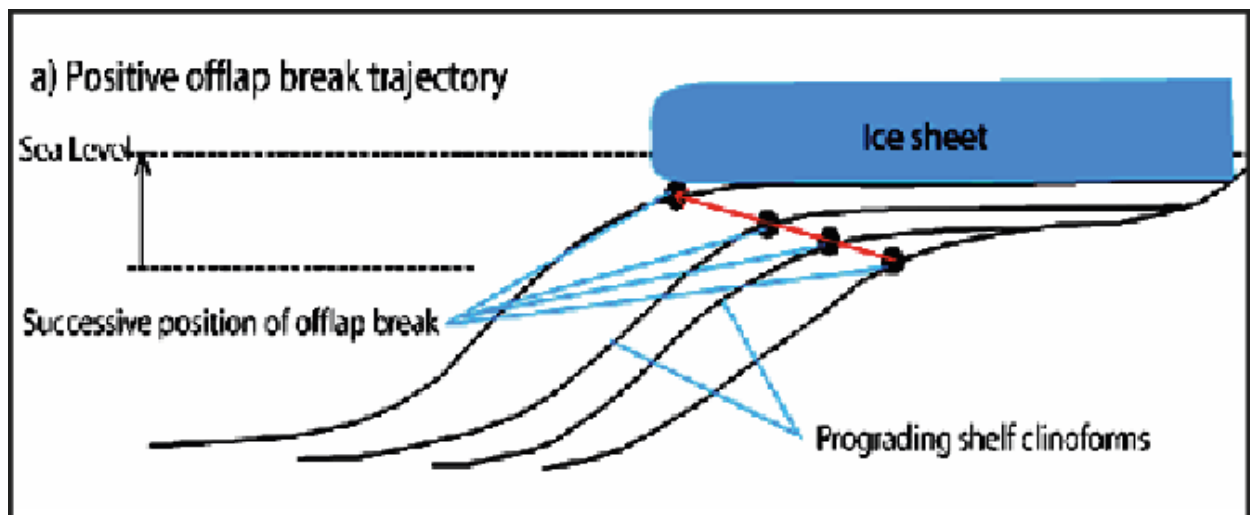 a) Positive offlap break trajectory
Sea Level
Ice sheet
Successive position of offlap break
Prograding shelf clinoforms